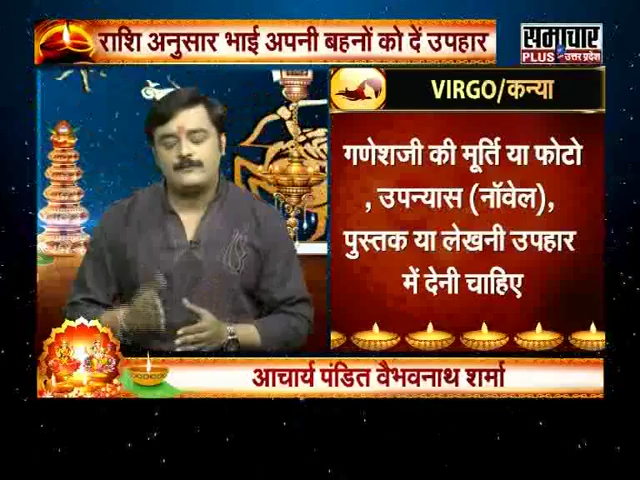 राशि अनुसार भाई अपनी बहनों को दें उपहार
समाचार
PLUS उत्तर प्रदेश
VIRGO/कन्या
गणेशजी की मूर्ति या फोटो
, उपन्यास (नॉवेल),
पुस्तक या लेखनी उपहार
में देनी चाहिए
आचार्य पंडित वैभवनाथ शर्मा